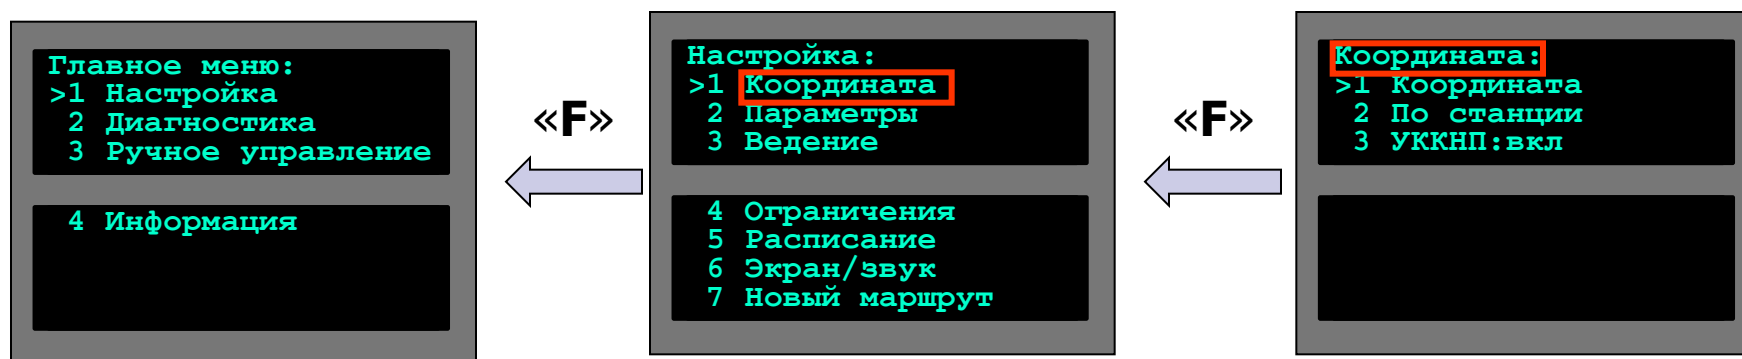 Главное меню:
>1 Настройка
2 Диагностика
3 Ручное управление
4 Информация
«F»
Настройка:
>1 Координата
2 Параметры
3 Ведение
4 Ограничения
5 Расписание
6 Экран/звук
7 Новый маршрут
«F»
Координата:
>1 Координата
2 По станции
3 УККНП:вкл